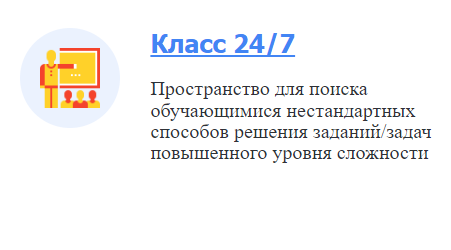 Класс 24/7
Пространство для поиска
обучающимися нестандартных
способов решения заданий/задач
повышенного уровня сложности